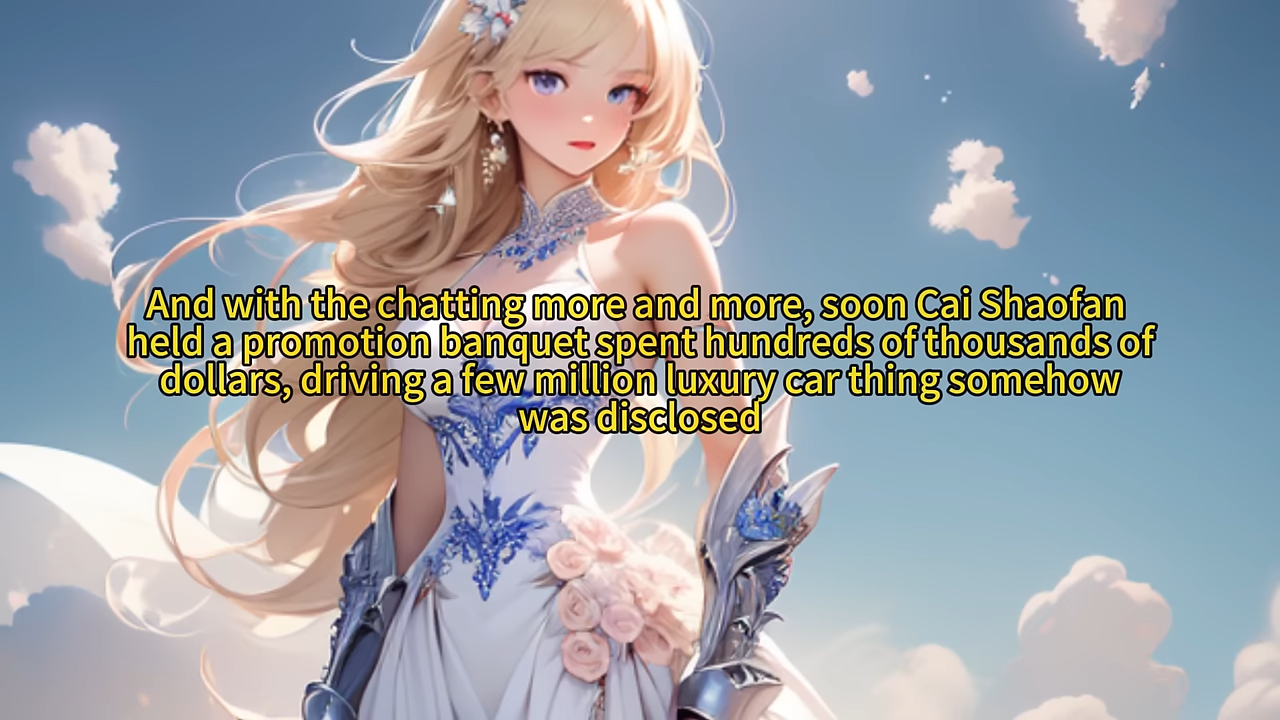 And with the chatting more and more, soon Cai Shaofan
held a promotion banquet spent hundreds of thousands of
dollars, driving a few million luxury car thing somehow
was disclosed